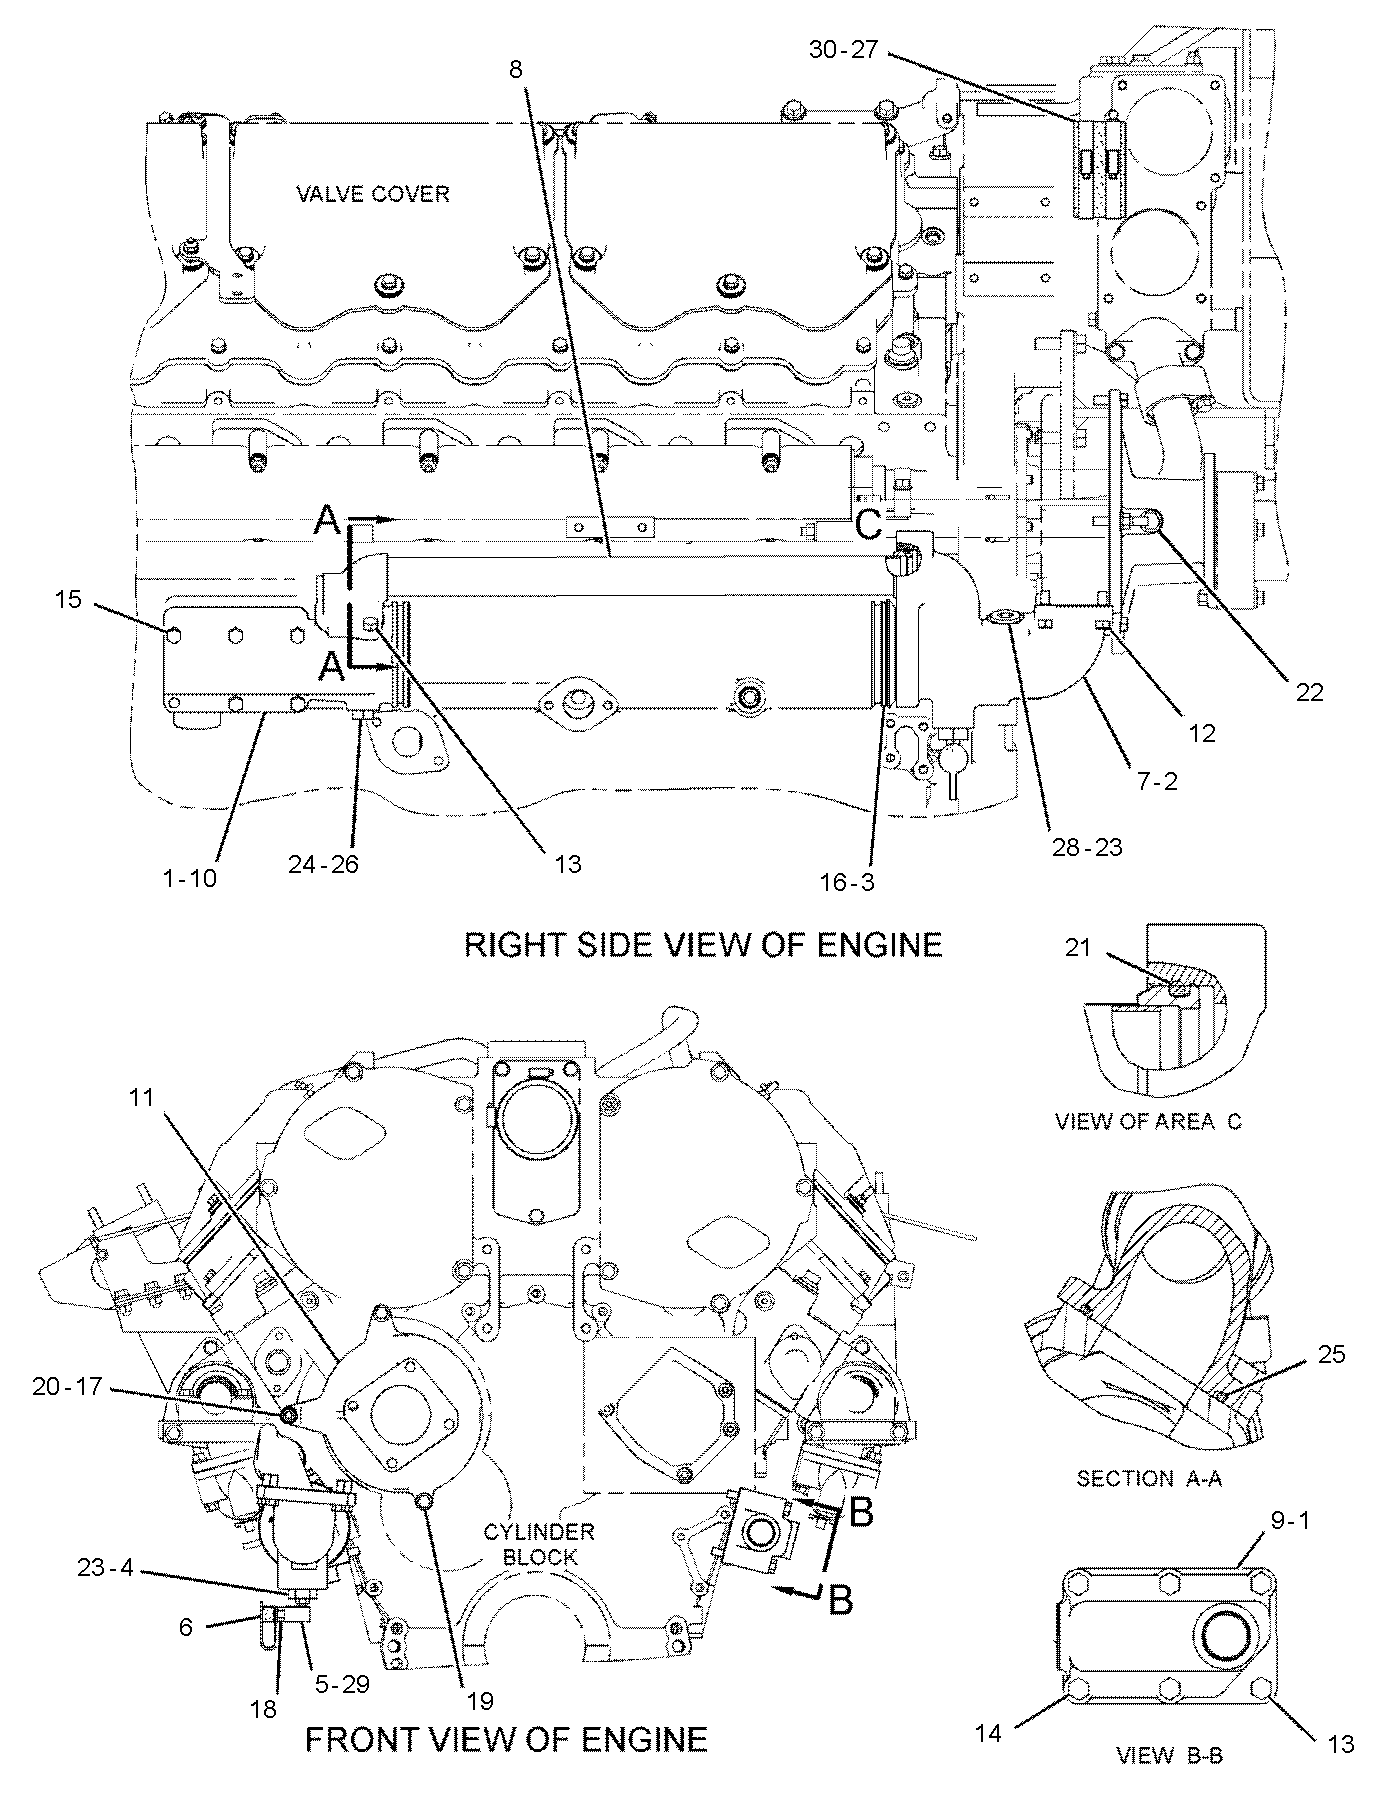 30-27
8
VALVE COVER
A
C
15
A
22
12
7-2
28-23
24-26
13
1-10
16-3
RIGHT SIDE VIEW OF ENGINE
21
VIEW OF AREA C
11
20-17
25
SECTION A-A
B
CYLINDER
BLOCK
9-1
23-4
B
6
5-29
18
19
14
13
FRONT VIEW OF ENGINE
VIEW B-B